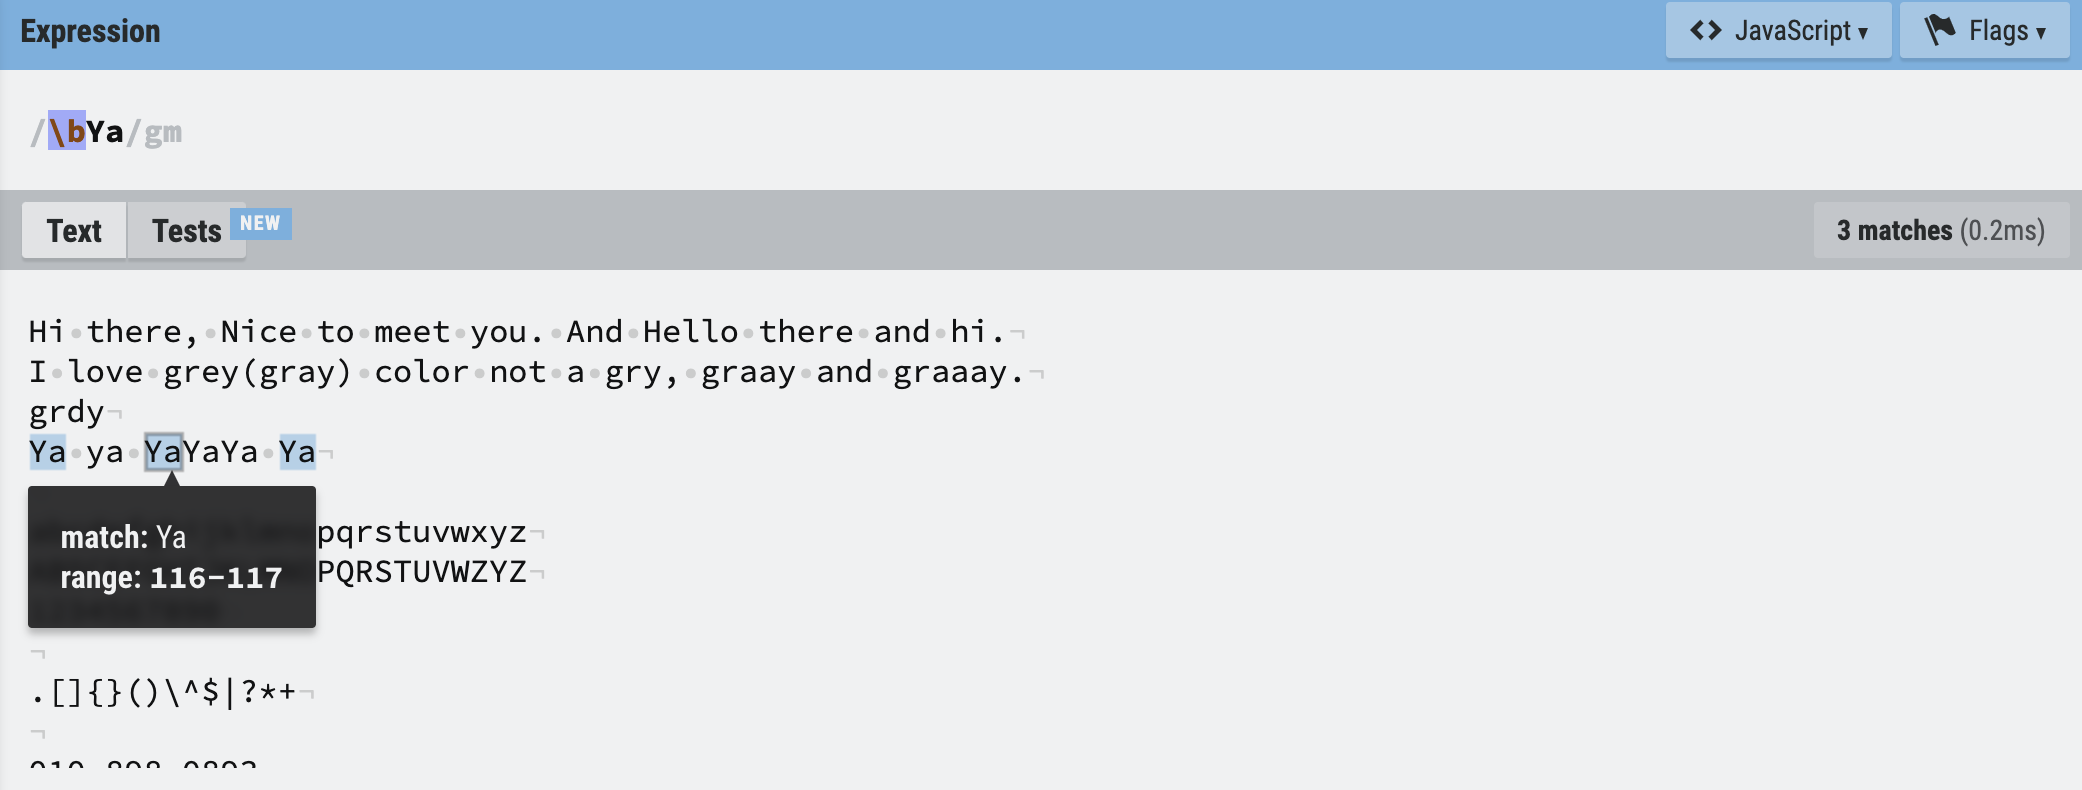 Expression
<> JavaScript ▾
Flags ▾
/\bYa/gm
Text
Tests
NEW
3 matches (0.2ms)
Hi there, Nice to meet you. And Hello there and hi.
I love grey(gray) color not a gry, graay and graaay.
grdy
Ya ya YaYaYa Ya
match: Ya
range: 116-117
pqrstuvwxyz
PQRSTUVWZYZ
.[]{}()\^$|?*+